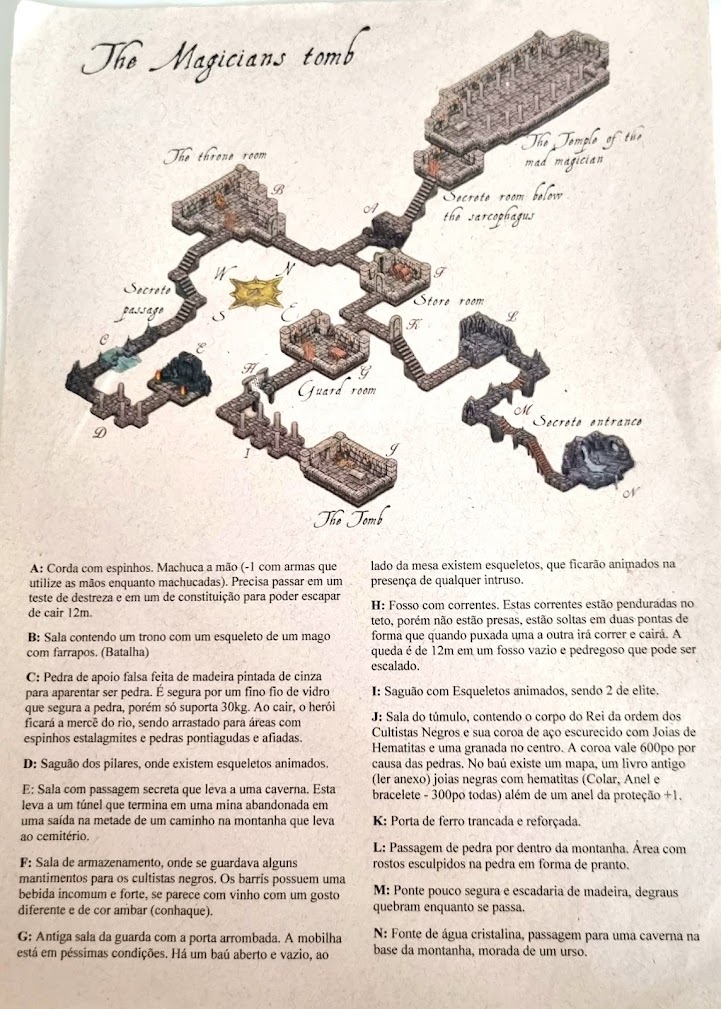 The Magicians tomb
The Temple of the
mad magician
The throne room
B
A
Secrete room below
the sarcophagus
W
N
S
E
F
Store room
Secrete
passage
C
E
D
K
L
G
Guard room
H
I
J
The Tomb
M
Secrete entrance
N
A: Corda com espinhos. Machuca a mão (-1 com armas que
utilize as mãos enquanto machucadas). Precisa passar em um
teste de destreza e em um de constituição para poder escapar
de cair 12m.
B: Sala contendo um trono com um esqueleto de um mago
com farrapos. (Batalha)
C: Pedra de apoio falsa feita de madeira pintada de cinza
para aparentar ser pedra. É segura por um fino fio de vidro
que segura a pedra, porém só suporta 30kg. Ao cair, o herói
ficará a mercê do rio, sendo arrastado para áreas com
espinhos estalagmites e pedras pontiagudas e afiadas.
D: Saguão dos pilares, onde existem esqueletos animados.
E: Sala com passagem secreta que leva a uma caverna. Esta
leva a um túnel que termina em uma mina abandonada em
uma saída na metade de um caminho na montanha que leva
ao cemitério.
F: Sala de armazenamento, onde se guardava alguns
mantimentos para os cultistas negros. Os barris possuem uma
bebida incomum e forte, se parece com vinho com um gosto
diferente e de cor ambar (conhaque).
G: Antiga sala da guarda com a porta arrombada. A mobilha
está em péssimas condições. Há um baú aberto e vazio, ao
lado da mesa existem esqueletos, que ficarão animados na
presença de qualquer intruso.
H: Fosso com correntes. Estas correntes estão penduradas no
teto, porém não estão presas, estão soltas em duas pontas de
forma que quando puxada uma a outra irá correr e cairá. A
queda é de 12m em um fosso vazio e pedregoso que pode ser
escalado.
I: Saguão com Esqueletos animados, sendo 2 de elite.
J: Sala do túmulo, contendo o corpo do Rei da ordem dos
Cultistas Negros e sua coroa de aço escurecido com Joias de
Hematitas e uma granada no centro. A coroa vale 600po por
causa das pedras. No baú existe um mapa, um livro antigo
(ler anexo) joias negras com hematitas (Colar, Anel e
bracelete - 300po todas) além de um anel da proteção +1.
K: Porta de ferro trancada e reforçada.
L: Passagem de pedra por dentro da montanha. Área com
rostos esculpidos na pedra em forma de pranto.
M: Ponte pouco segura e escadaria de madeira, degraus
quebram enquanto se passa.
N: Fonte de água cristalina, passagem para uma caverna na
base da montanha, morada de um urso.